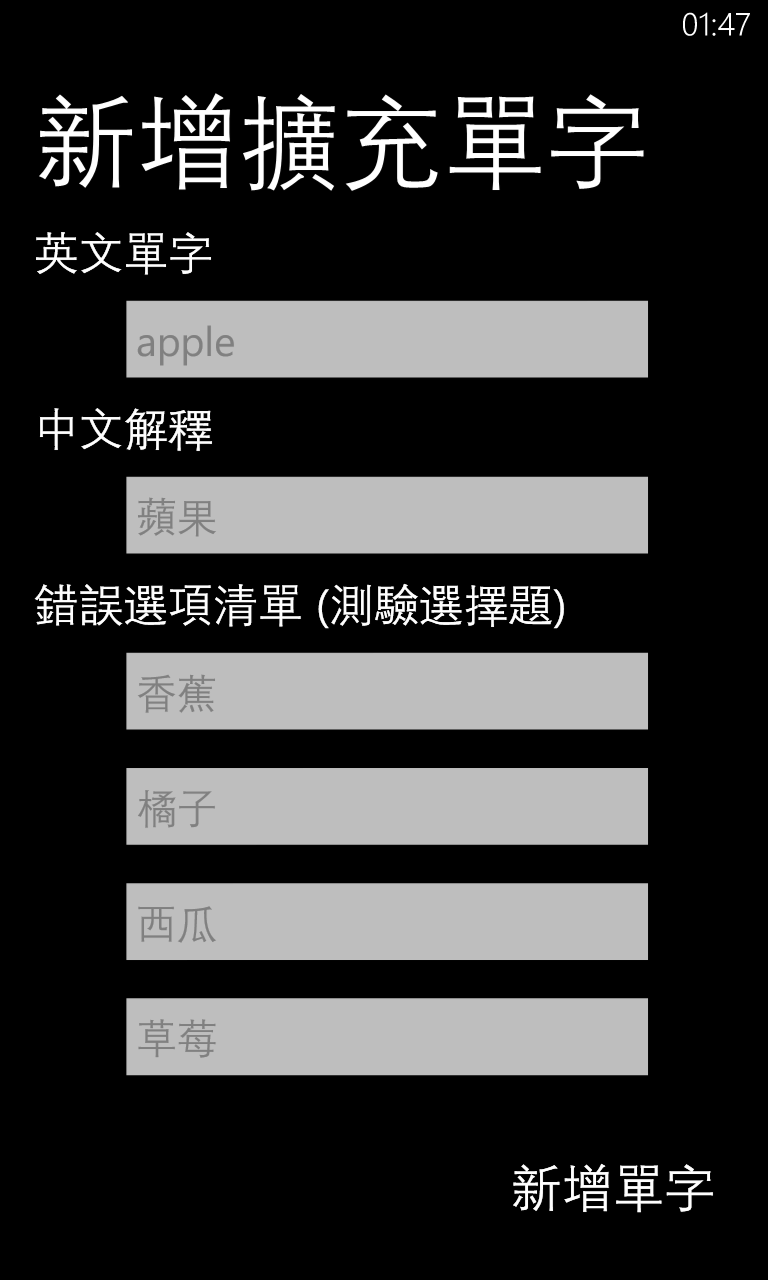 01:47
新增擴充單字
英文單字
apple
中文解釋
蘋果
錯誤選項清單 (測驗選擇題)
香蕉
橘子
西瓜
草莓
新增單字